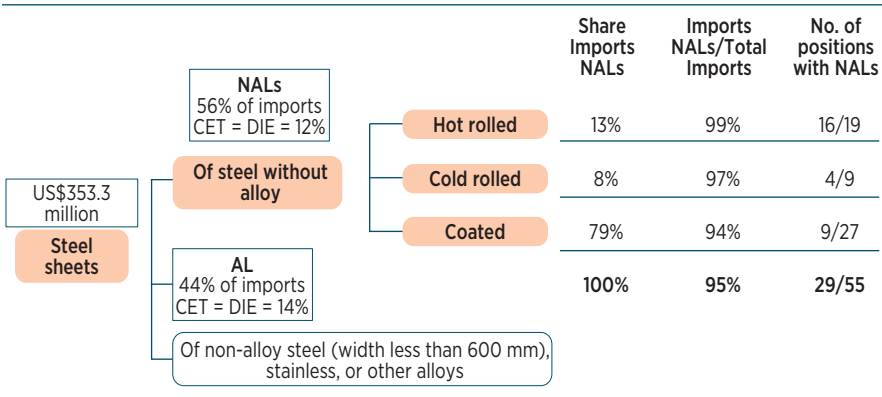 Share
Imports
NALs
Imports
NALs/Total
Imports
No. of
positions
with NALs
NALs
56% of imports
CET = DIE = 12%
Hot rolled
13%
99%
16/19
Of steel without
alloy
Cold rolled
8%
97%
4/9
US$353.3
million
Steel
sheets
Coated
79%
94%
9/27
AL
44% of imports
CET = DIE = 14%
100%
95%
29/55
Of non-alloy steel (width less than 600 mm),
stainless, or other alloys